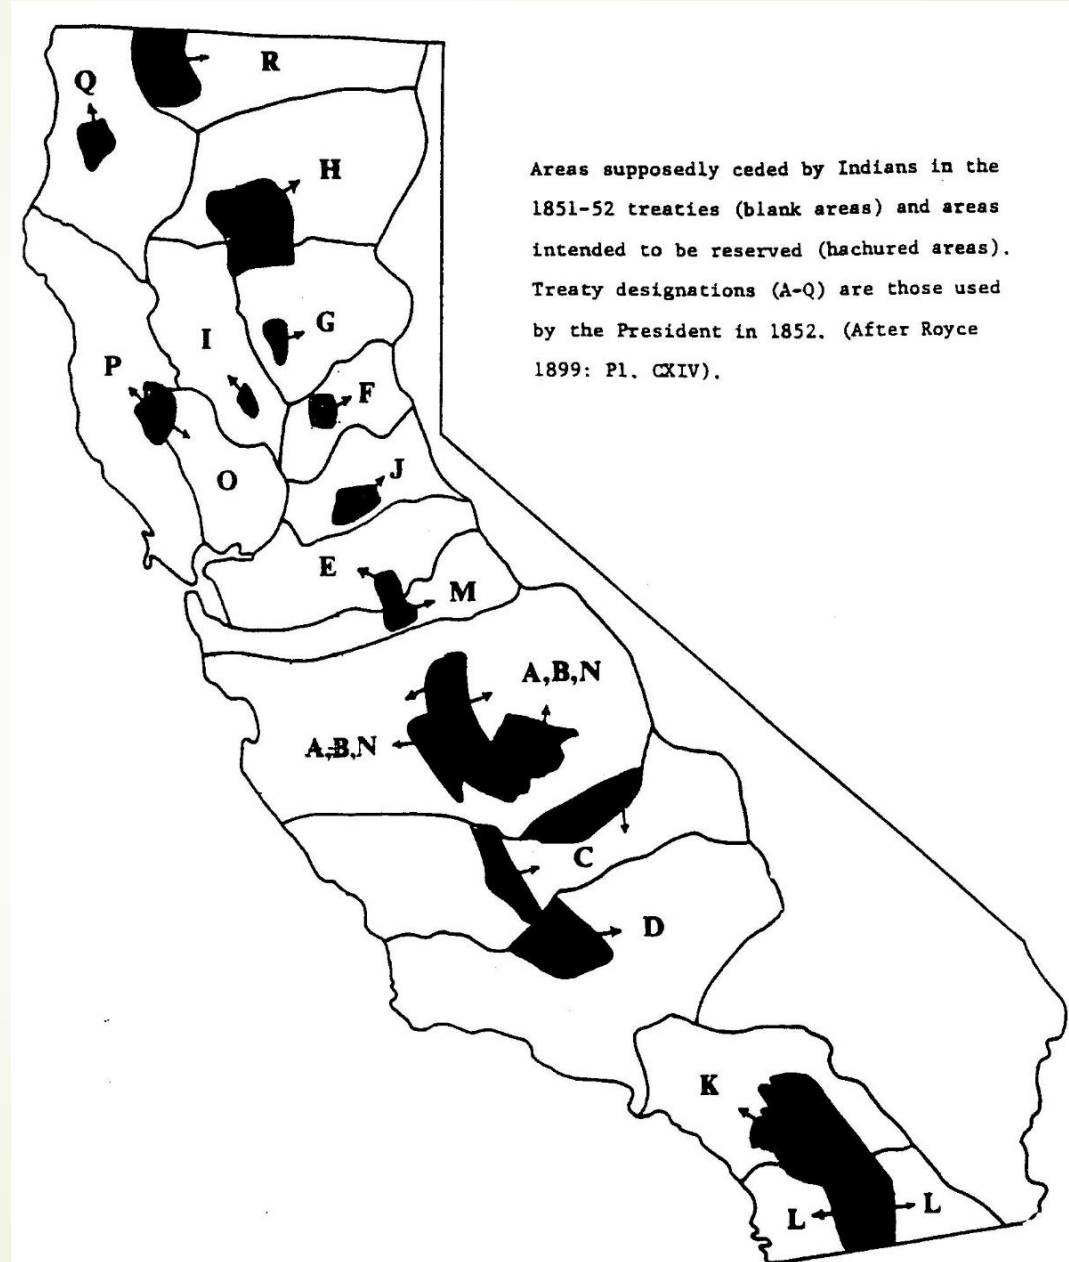 R
Q
H
Areas supposedly ceded by Indians in the
1851-52 treaties (blank areas) and areas
intended to be reserved (hachured areas).
Treaty designations (A-Q) are those used
by the President in 1852. (After Royce
1899: Pl. CXIV).
G
I
P
F
J
O
E
M
A,B,N
A,B,N
C
D
K
L
L